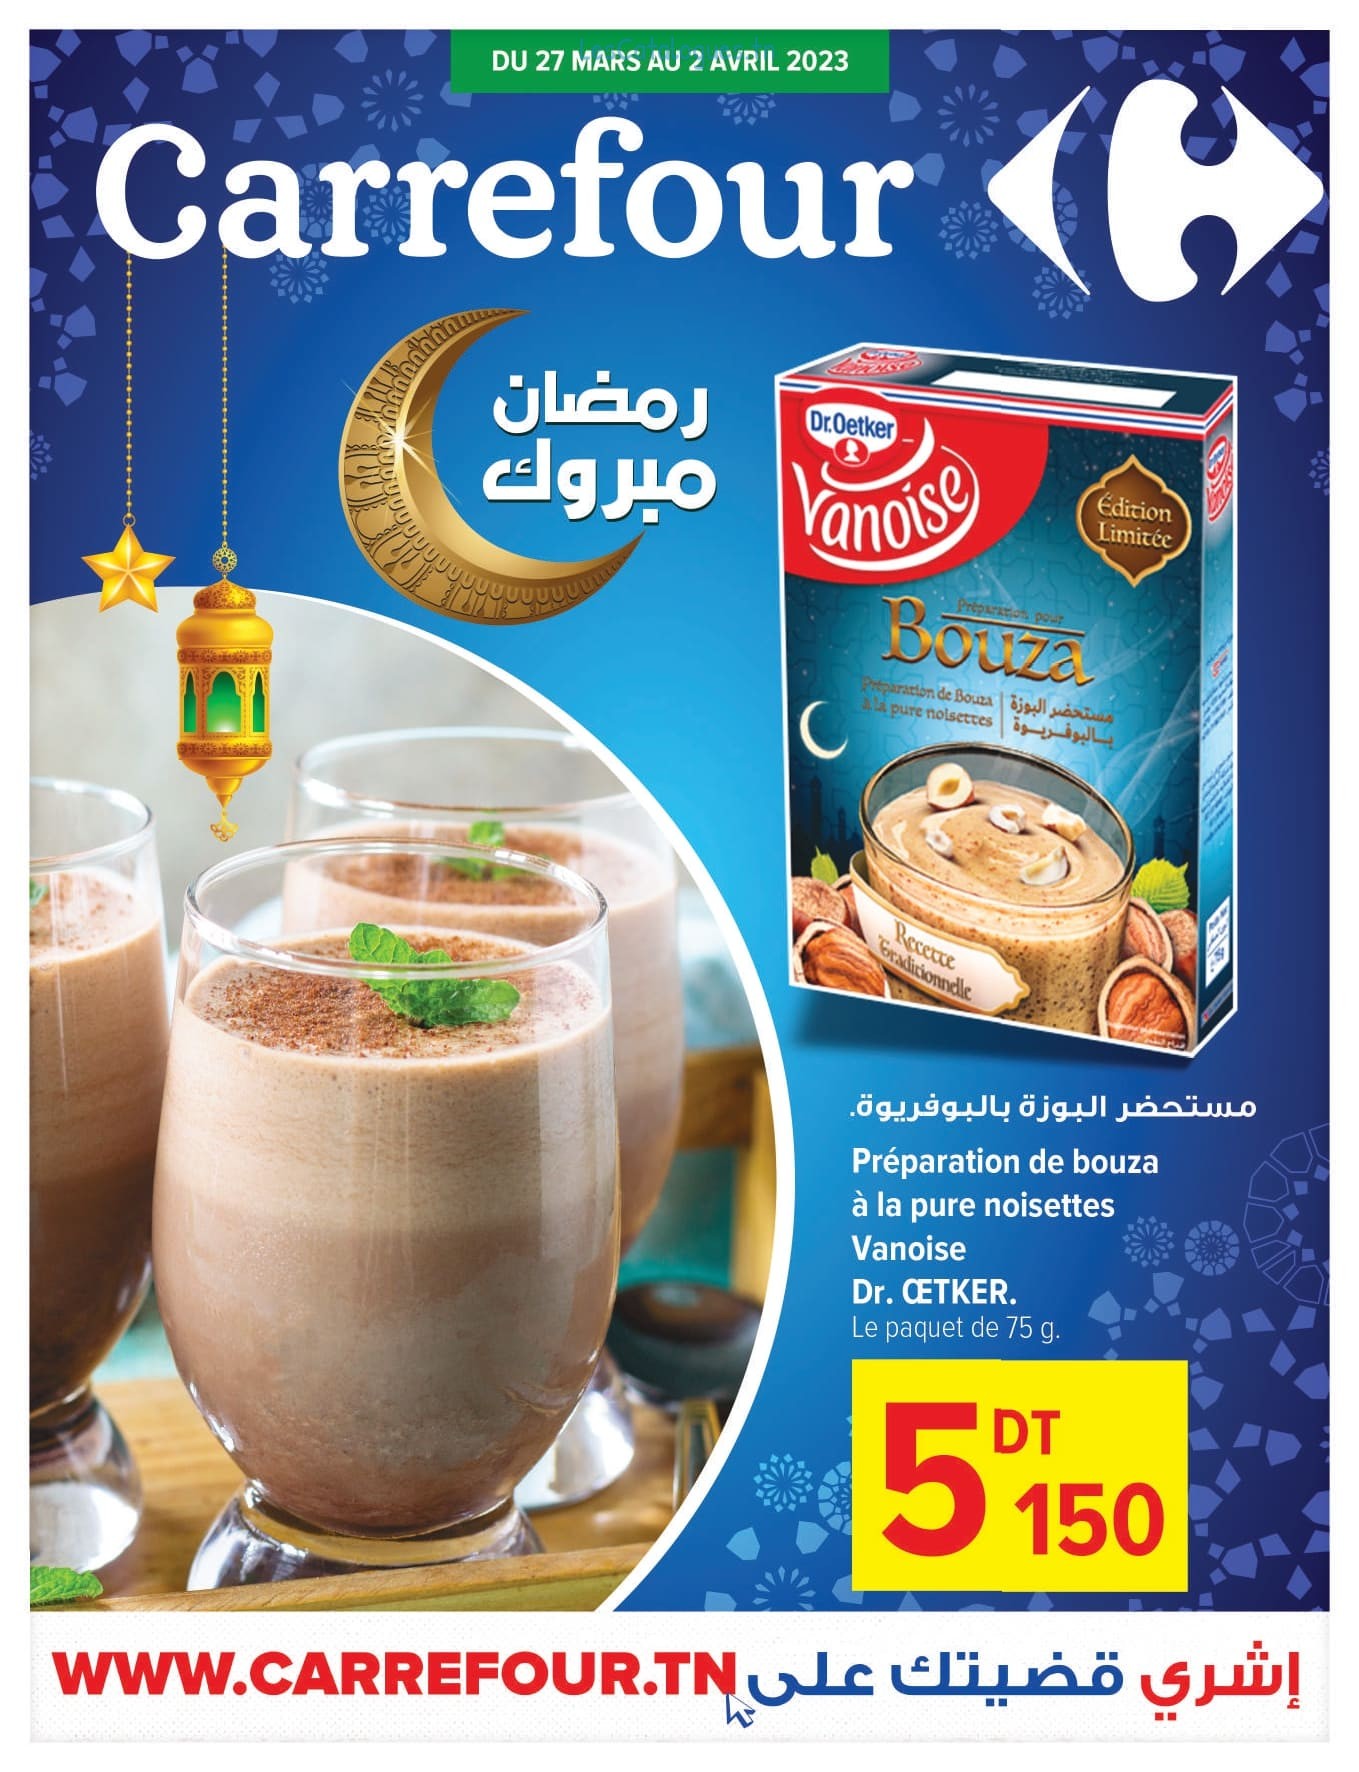 DU 27 MARS AU 2 AVRIL 2023
Carrefour
رمضان
مبروك
Vanoise
Dr.Oetker
Vanoise
Édition
Limitée
Préparation pour
Bouza
Préparation de Bouza
à la pure noisettes
مستحضر البوزة
بالبوفريوة
Recette
Traditionnelle
مستحضر البوزة بالبوفريوة.
Préparation de bouza
à la pure noisettes
Vanoise
Dr. ŒTKER.
Le paquet de 75 g.
5 DT 150
إشري قضيتك على WWW.CARREFOUR.TN